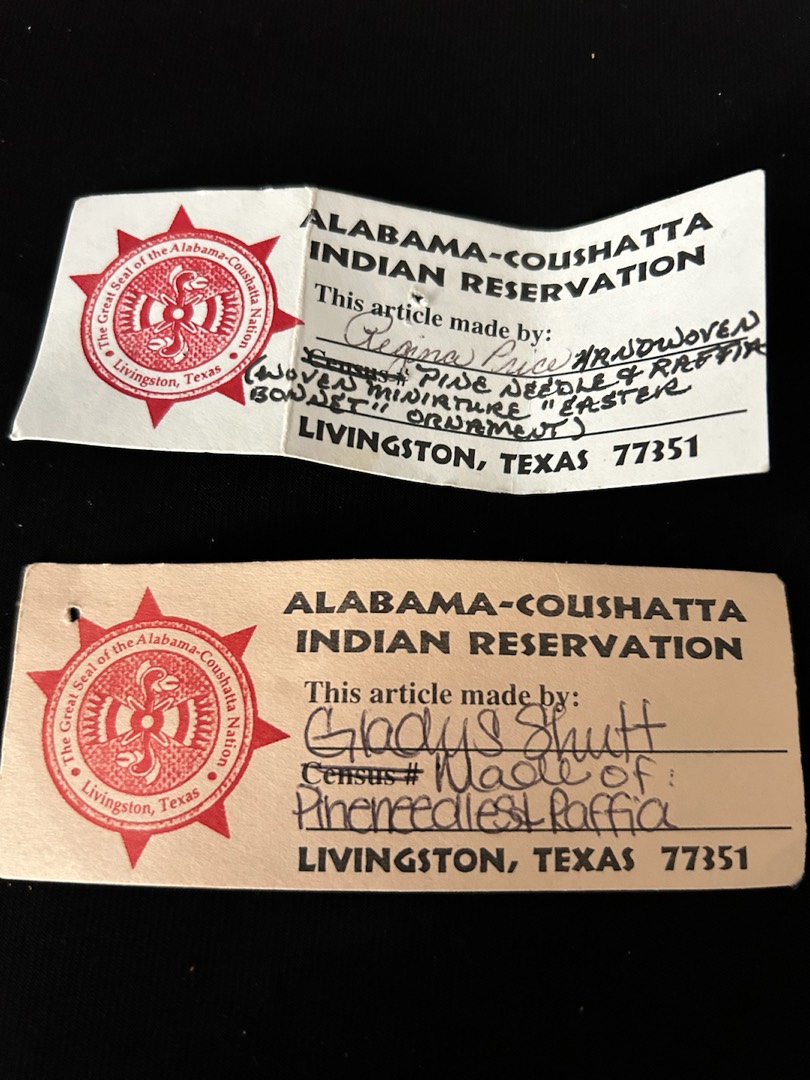 The Great Seal of the Alabama-Coushatta Nation
• Livingston, Texas •
ALABAMA-COUSHATTA
INDIAN RESERVATION
This article made by:
Regina Price HANDWOVEN
Census # PINE NEEDLE & RAFFIA
(WOVEN MINIATURE "EASTER
BONNET" ORNAMENT)
LIVINGSTON, TEXAS 77351
The Great Seal of the Alabama-Coushatta Nation
• Livingston, Texas •
ALABAMA-COUSHATTA
INDIAN RESERVATION
This article made by:
Gladys Shutt
Census # Made of:
Pineneedles & Raffia
LIVINGSTON, TEXAS 77351